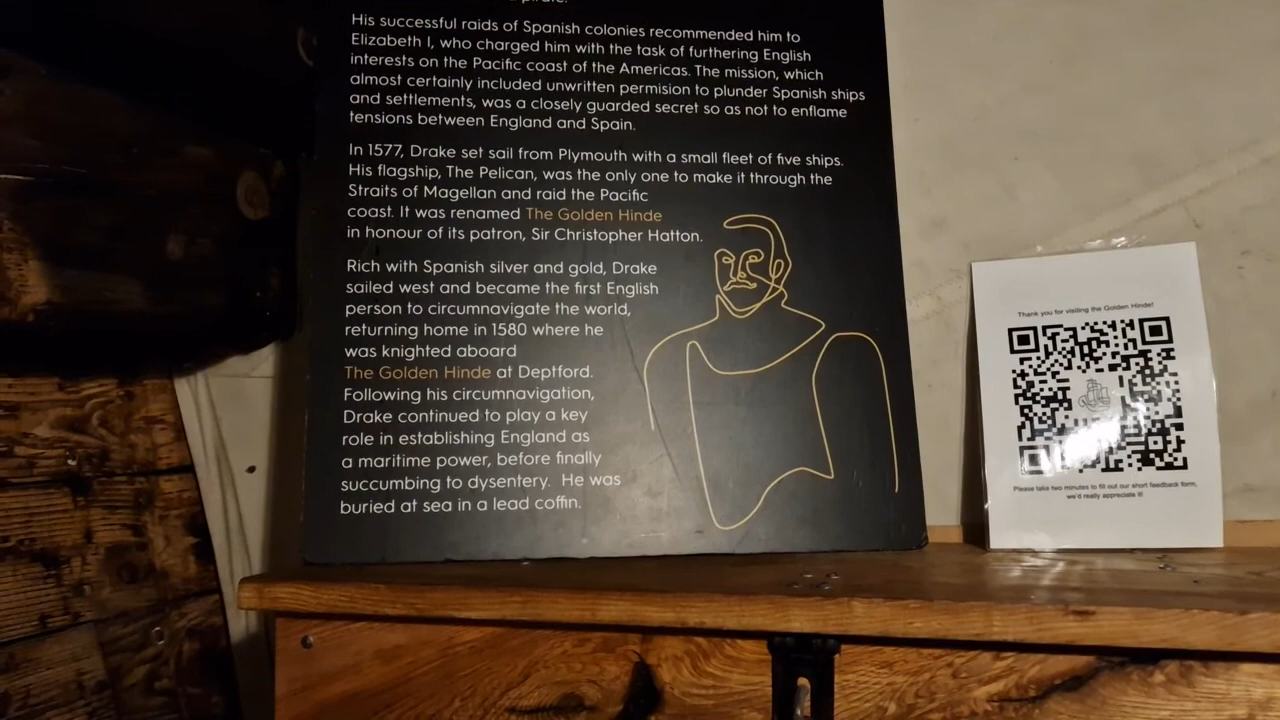 pirate.
His successful raids of Spanish colonies recommended him to
Elizabeth I, who charged him with the task of furthering English
interests on the Pacific coast of the Americas. The mission, which
almost certainly included unwritten permision to plunder Spanish ships
and settlements, was a closely guarded secret so as not to enflame
tensions between England and Spain.
In 1577, Drake set sail from Plymouth with a small fleet of five ships.
His flagship, The Pelican, was the only one to make it through the
Straits of Magellan and raid the Pacific
coast. It was renamed The Golden Hinde
in honour of its patron, Sir Christopher Hatton.
Rich with Spanish silver and gold, Drake
sailed west and became the first English
person to circumnavigate the world,
returning home in 1580 where he
was knighted aboard
The Golden Hinde at Deptford.
Following his circumnavigation,
Drake continued to play a key
role in establishing England as
a maritime power, before finally
succumbing to dysentery. He was
buried at sea in a lead coffin.
Thank you for visiting the Golden Hinde!
Please take two minutes to fill out our short feedback form,
we'd really appreciate it!